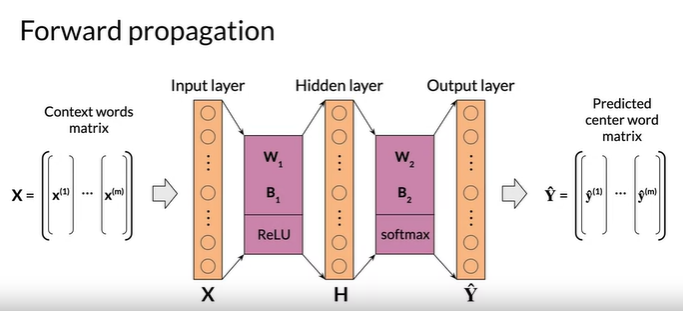 Forward propagation
Input layer
Hidden layer
Output layer
Context words
matrix
Predicted
center word
matrix
X = x(1) ... x(m)
W1
B1
ReLU
W2
B2
softmax
Ŷ = ŷ(1) ... ŷ(m)
X
H
Ŷ